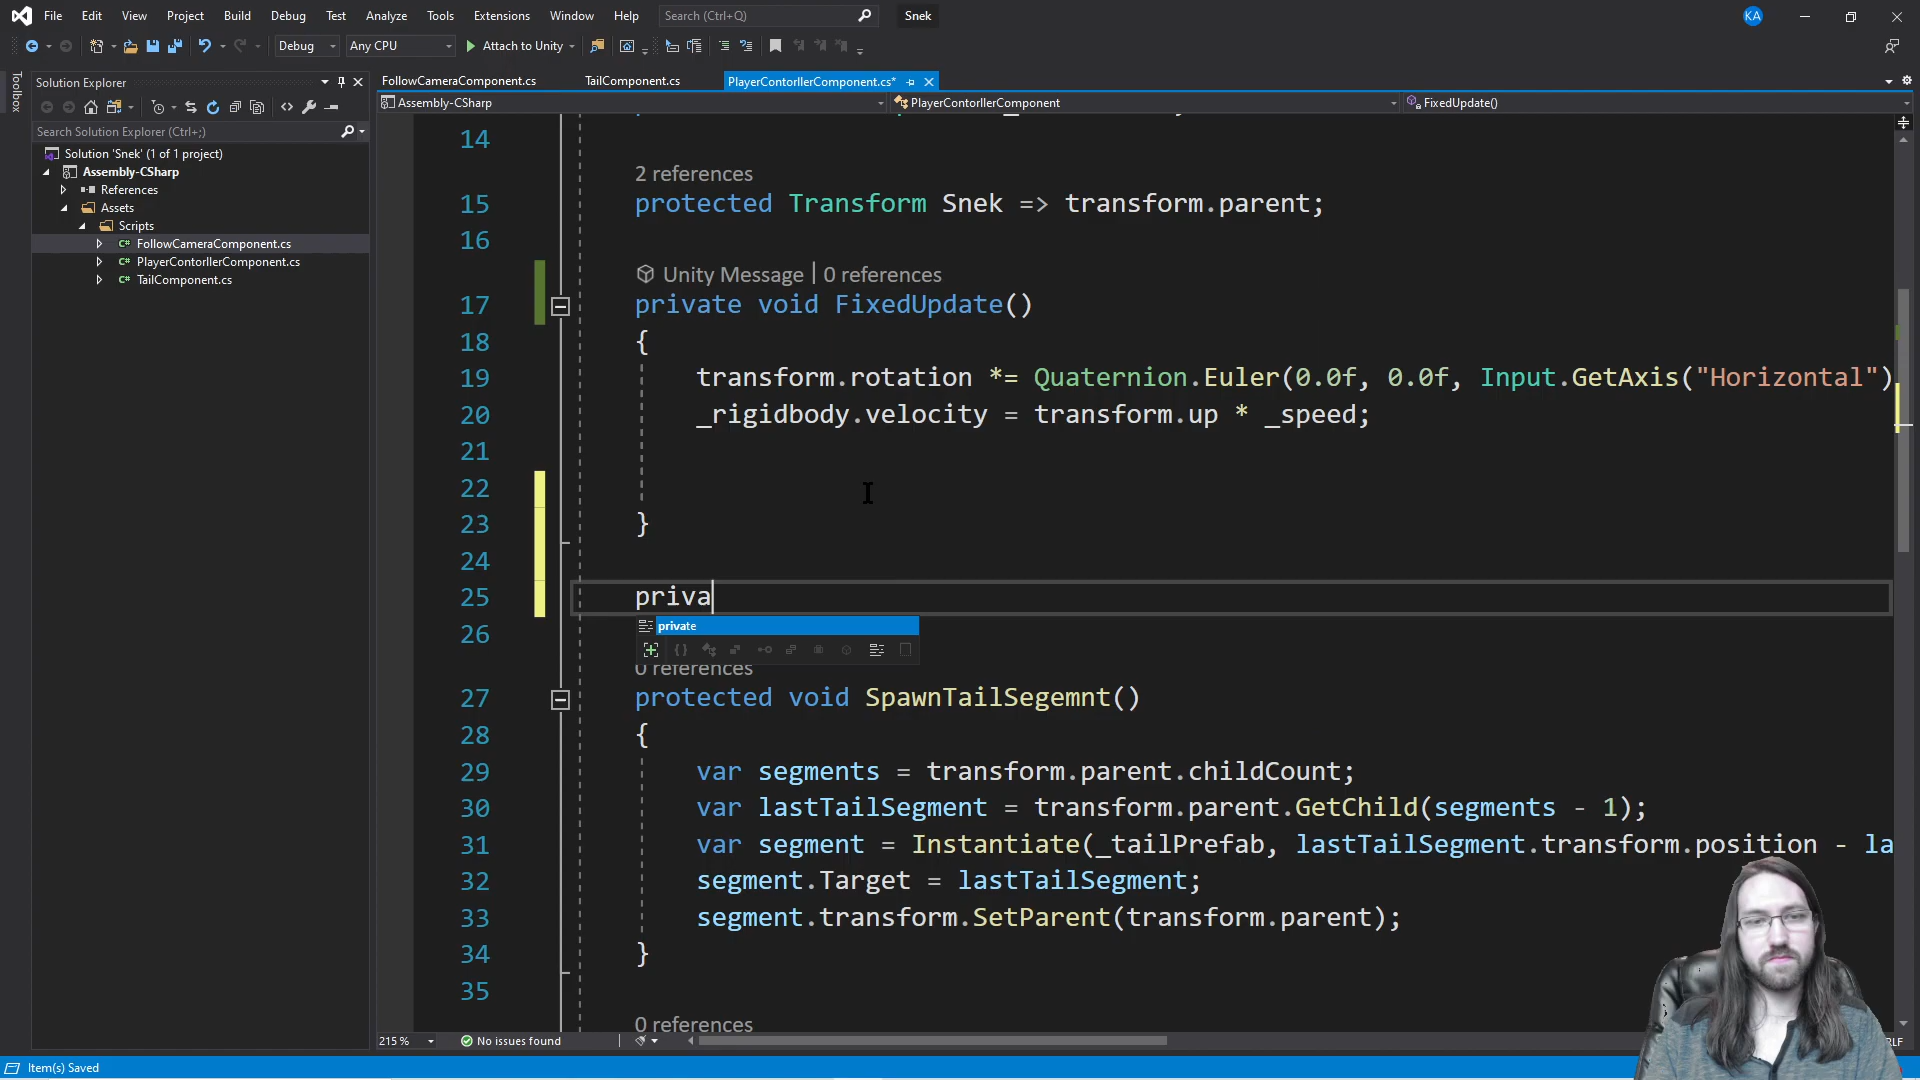 File Edit View Git Project Build Debug Test Analyze Tools Extensions Window Help Search (Ctrl+Q) Snek KA
Debug Any CPU Attach to Unity
Toolbox
Solution Explorer
Search Solution Explorer (Ctrl+;)
Solution 'Snek' (1 of 1 project)
Assembly-CSharp
References
Assets
Scripts
C# FollowCameraComponent.cs
C# PlayerContorllerComponent.cs
C# TailComponent.cs
FollowCameraComponent.cs TailComponent.cs PlayerContorllerComponent.cs*
Assembly-CSharp PlayerContorllerComponent FixedUpdate()
14
2 references
15 protected Transform Snek => transform.parent;
16
Unity Message | 0 references
17 private void FixedUpdate()
18 {
19 transform.rotation *= Quaternion.Euler(0.0f, 0.0f, Input.GetAxis("Horizontal")
20 _rigidbody.velocity = transform.up * _speed;
21
22
23 }
24
25 priva
private
26
0 references
27 protected void SpawnTailSegemnt()
28 {
29 var segments = transform.parent.childCount;
30 var lastTailSegment = transform.parent.GetChild(segments - 1);
31 var segment = Instantiate(_tailPrefab, lastTailSegment.transform.position - la
32 segment.Target = lastTailSegment;
33 segment.transform.SetParent(transform.parent);
34 }
35
0 references
215 % No issues found
Item(s) Saved